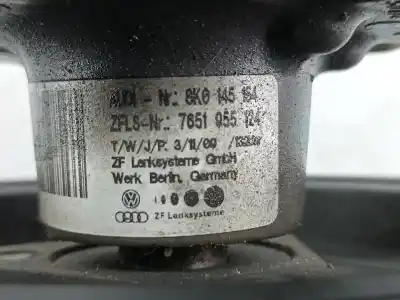 AUDI - Nr.: 8K0 145 154
ZFLS-Nr.: 7651 955 124
T/W/J/P. 3/11/09
ZF Lenksysteme GmbH
Werk Berlin, Germany
ZF Lenksysteme